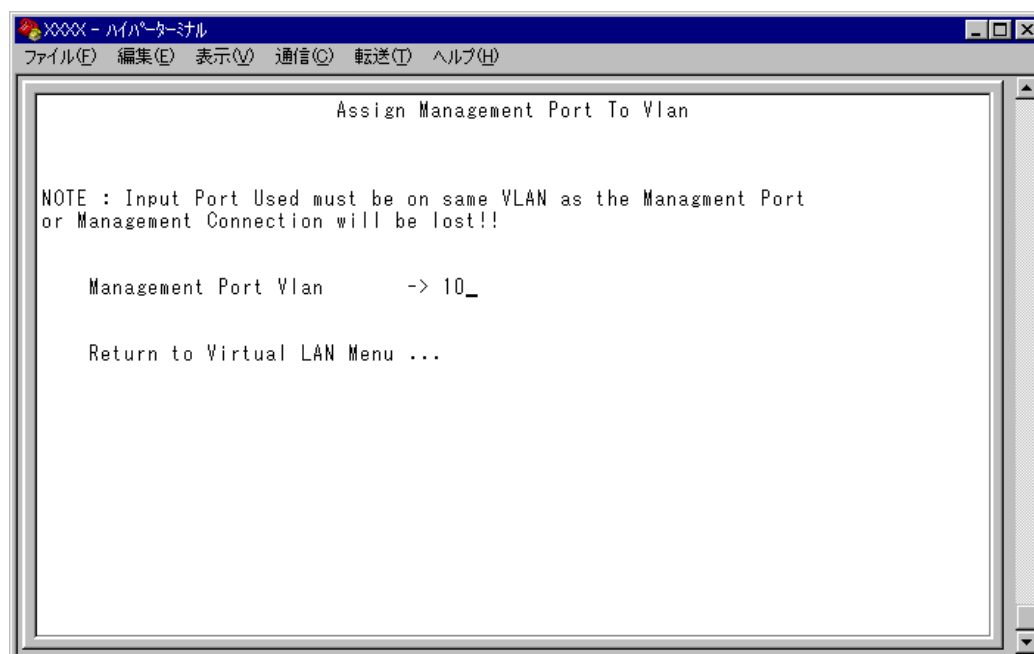 XXXX - ハイパーターミナル
ファイル(F) 編集(E) 表示(V) 通信(C) 転送(T) ヘルプ(H)
Assign Management Port To Vlan
NOTE : Input Port Used must be on same VLAN as the Managment Port
or Management Connection will be lost!!
Management Port Vlan -> 10_
Return to Virtual LAN Menu ...